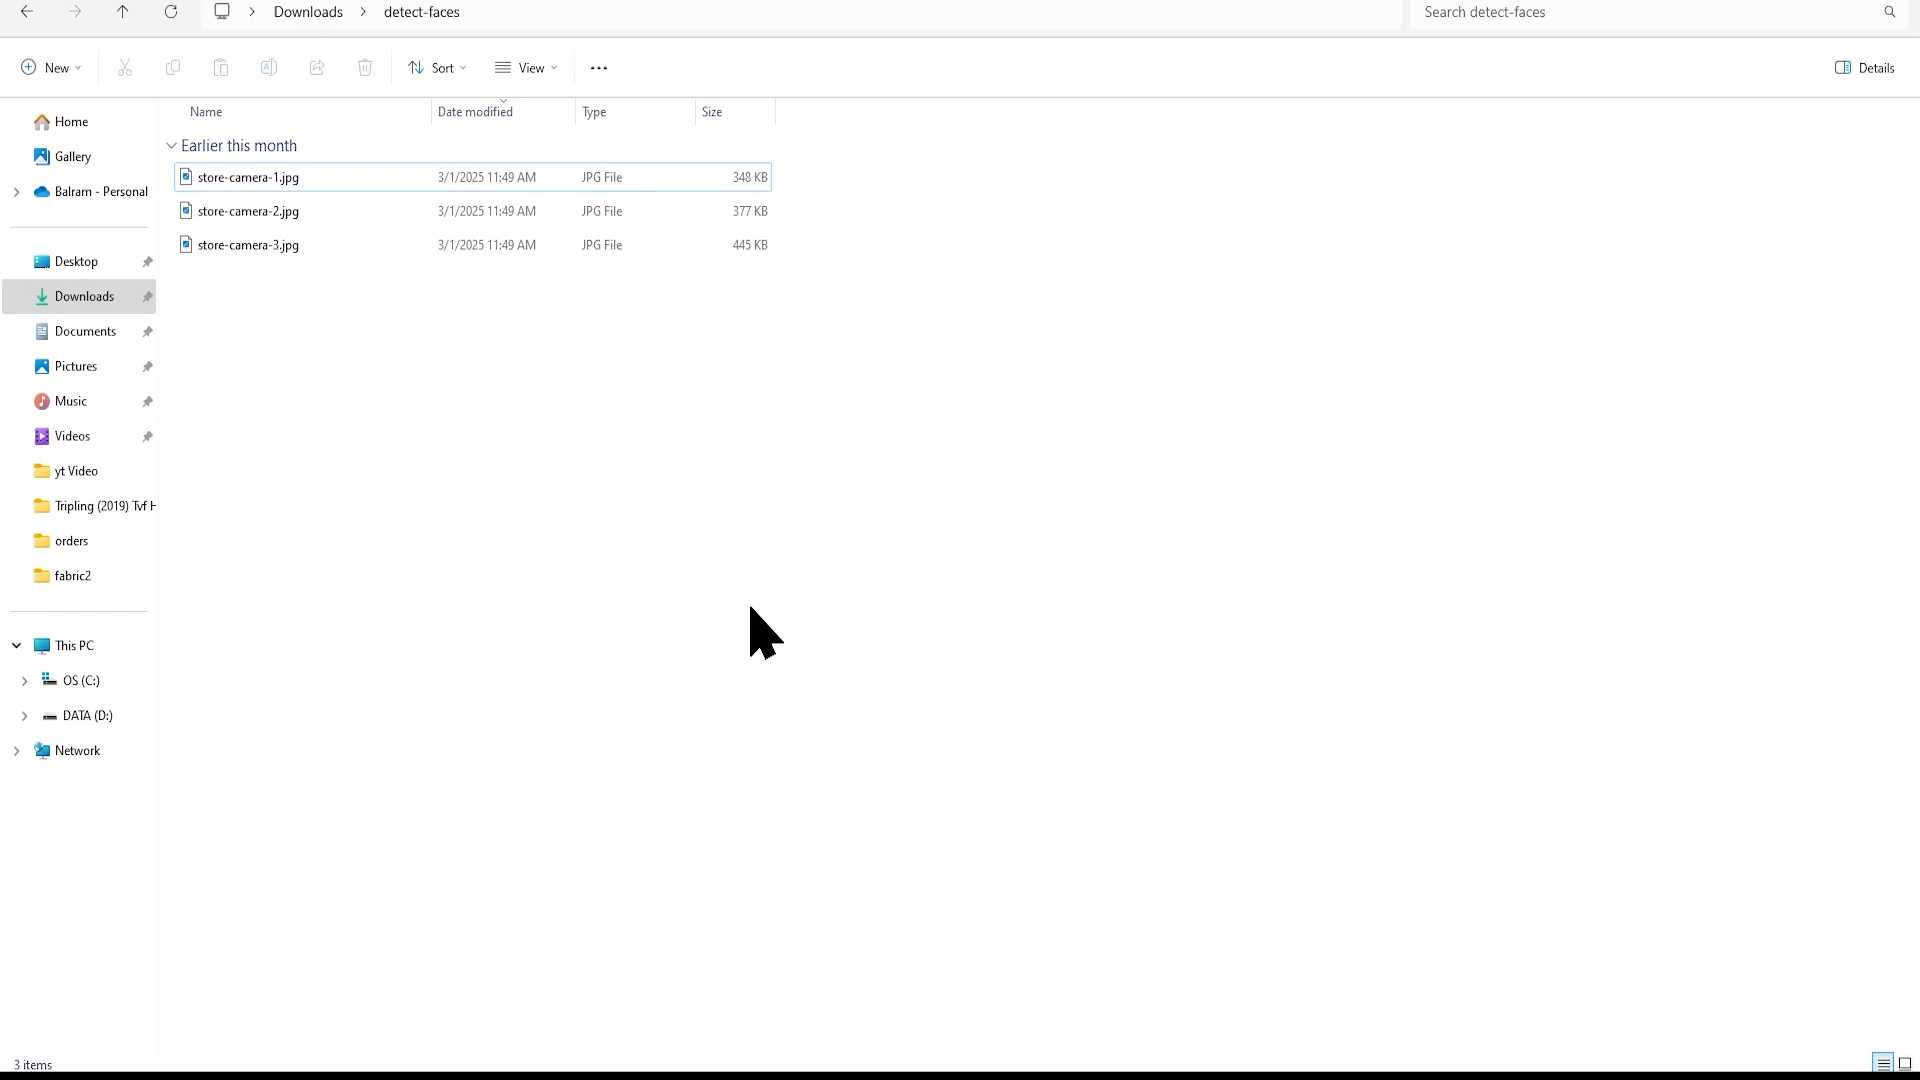 Downloads > detect-faces
Search detect-faces
New
Sort
View
Details
Name Date modified Type Size
Home
Gallery
Balram - Personal
Desktop
Downloads
Documents
Pictures
Music
Videos
yt Video
Tripling (2019) Tvf H
orders
fabric2
This PC
OS (C:)
DATA (D:)
Network
Earlier this month
store-camera-1.jpg 3/1/2025 11:49 AM JPG File 348 KB
store-camera-2.jpg 3/1/2025 11:49 AM JPG File 377 KB
store-camera-3.jpg 3/1/2025 11:49 AM JPG File 445 KB
3 items